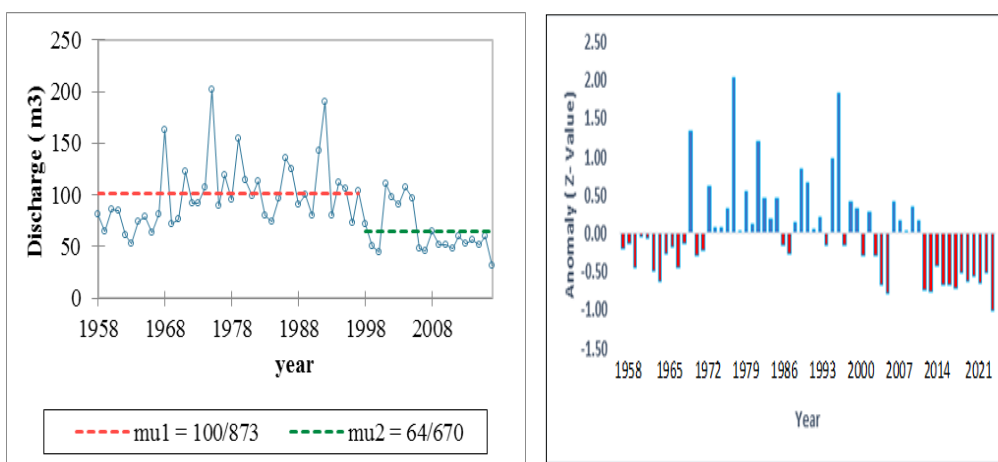 250
200
150
100
50
0
Discharge ( m3)
1958 1968 1978 1988 1998 2008
year
mu1 = 100/873 mu2 = 64/670
2.50
2.00
1.50
1.00
0.50
0.00
-0.50
-1.00
-1.50
Anomaly ( Z- Value)
1958 1965 1972 1979 1986 1993 2000 2007 2014 2021
Year